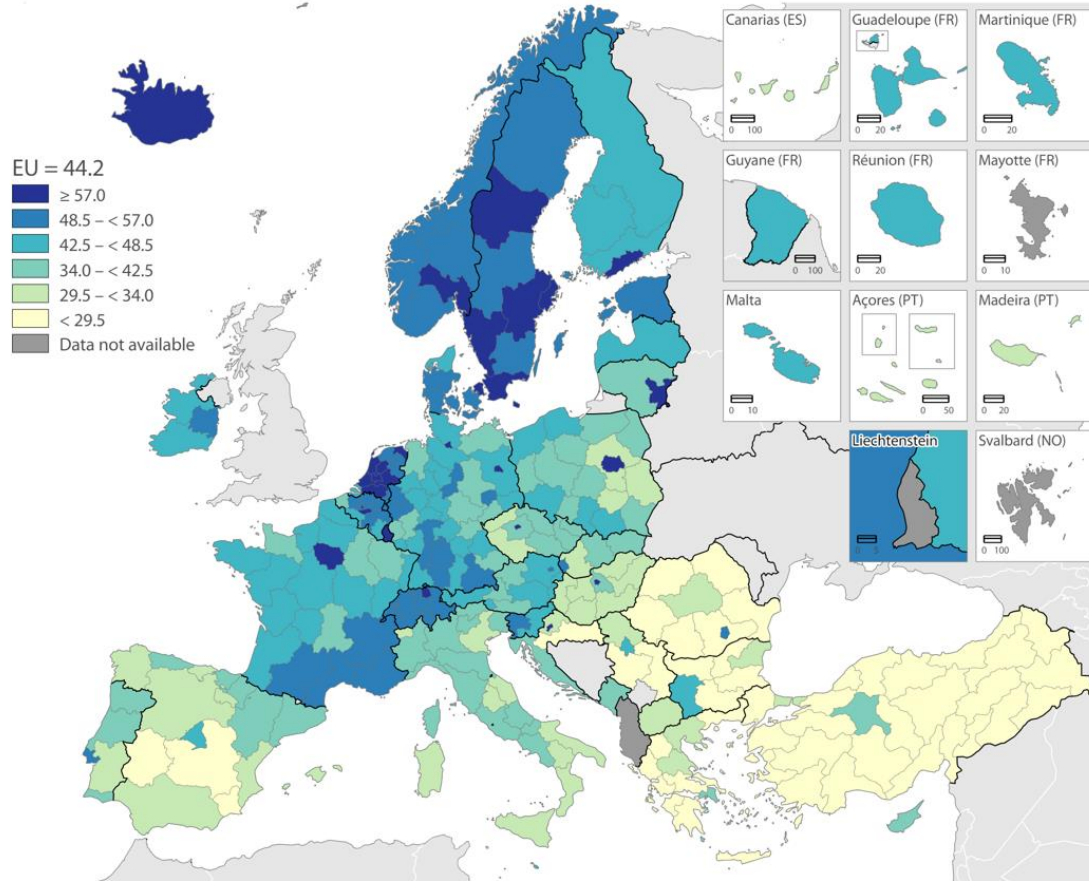 EU = 44.2
≥ 57.0
48.5 – < 57.0
42.5 – < 48.5
34.0 – < 42.5
29.5 – < 34.0
< 29.5
Data not available
Canarias (ES)
0 100
Guadeloupe (FR)
0 20
Martinique (FR)
0 20
Guyane (FR)
0 100
Réunion (FR)
0 20
Mayotte (FR)
0 10
Malta
0 10
Açores (PT)
0 50
Madeira (PT)
0 20
Liechtenstein
0 5
Svalbard (NO)
0 100